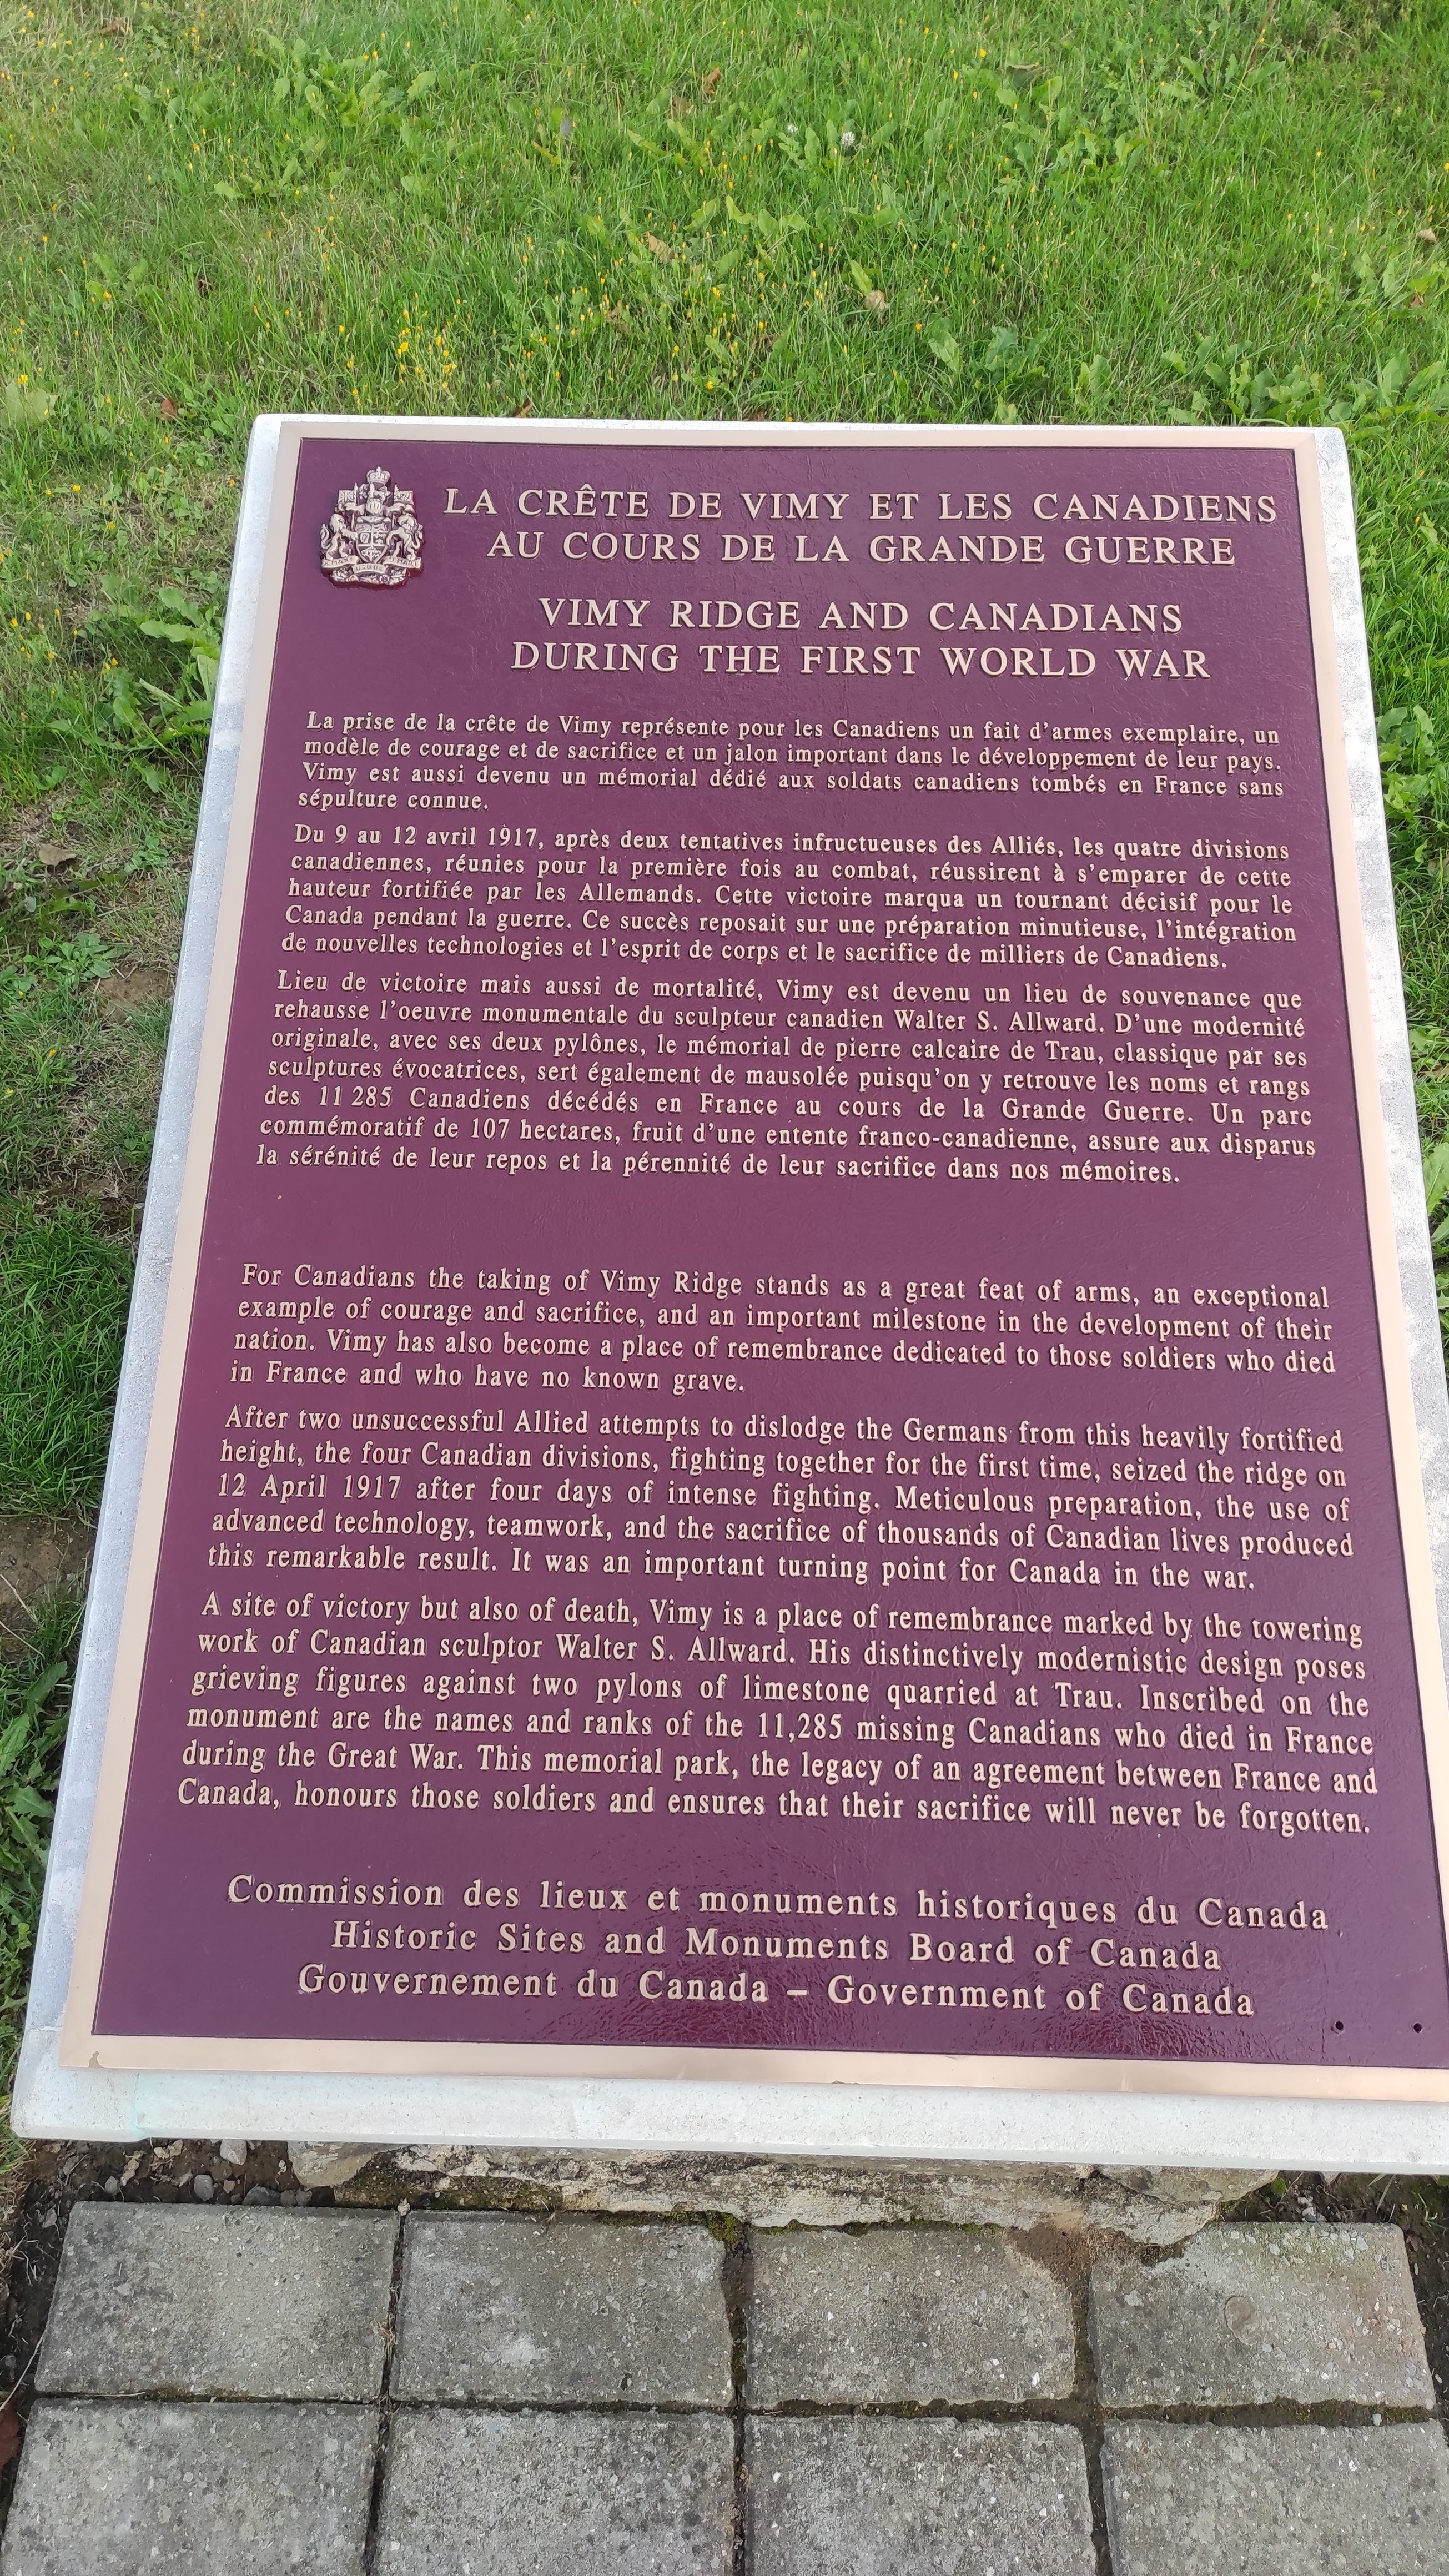 LA CRÊTE DE VIMY ET LES CANADIENS
AU COURS DE LA GRANDE GUERRE
VIMY RIDGE AND CANADIANS
DURING THE FIRST WORLD WAR
La prise de la crête de Vimy représente pour les Canadiens un fait d'armes exemplaire, un
modèle de courage et de sacrifice et un jalon important dans le développement de leur pays.
Vimy est aussi devenu un mémorial dédié aux soldats canadiens tombés en France sans
sépulture connue.
Du 9 au 12 avril 1917, après deux tentatives infructueuses des Alliés, les quatre divisions
canadiennes, réunies pour la première fois au combat, réussirent à s'emparer de cette
hauteur fortifiée par les Allemands. Cette victoire marqua un tournant décisif pour le
Canada pendant la guerre. Ce succès reposait sur une préparation minutieuse, l'intégration
de nouvelles technologies et l'esprit de corps et le sacrifice de milliers de Canadiens.
Lieu de victoire mais aussi de mortalité, Vimy est devenu un lieu de souvenance que
rehausse l'oeuvre monumentale du sculpteur canadien Walter S. Allward. D'une modernité
originale, avec ses deux pylônes, le mémorial de pierre calcaire de Trau, classique par ses
sculptures évocatrices, sert également de mausolée puisqu'on y retrouve les noms et rangs
des 11 285 Canadiens décédés en France au cours de la Grande Guerre. Un parc
commémoratif de 107 hectares, fruit d'une entente franco-canadienne, assure aux disparus
la sérénité de leur repos et la pérennité de leur sacrifice dans nos mémoires.
For Canadians the taking of Vimy Ridge stands as a great feat of arms, an exceptional
example of courage and sacrifice, and an important milestone in the development of their
nation. Vimy has also become a place of remembrance dedicated to those soldiers who died
in France and who have no known grave.
After two unsuccessful Allied attempts to dislodge the Germans from this heavily fortified
height, the four Canadian divisions, fighting together for the first time, seized the ridge on
12 April 1917 after four days of intense fighting. Meticulous preparation, the use of
advanced technology, teamwork, and the sacrifice of thousands of Canadian lives produced
this remarkable result. It was an important turning point for Canada in the war.
A site of victory but also of death, Vimy is a place of remembrance marked by the towering
work of Canadian sculptor Walter S. Allward. His distinctively modernistic design poses
grieving figures against two pylons of limestone quarried at Trau. Inscribed on the
monument are the names and ranks of the 11,285 missing Canadians who died in France
during the Great War. This memorial park, the legacy of an agreement between France and
Canada, honours those soldiers and ensures that their sacrifice will never be forgotten.
Commission des lieux et monuments historiques du Canada
Historic Sites and Monuments Board of Canada
Gouvernement du Canada – Government of Canada